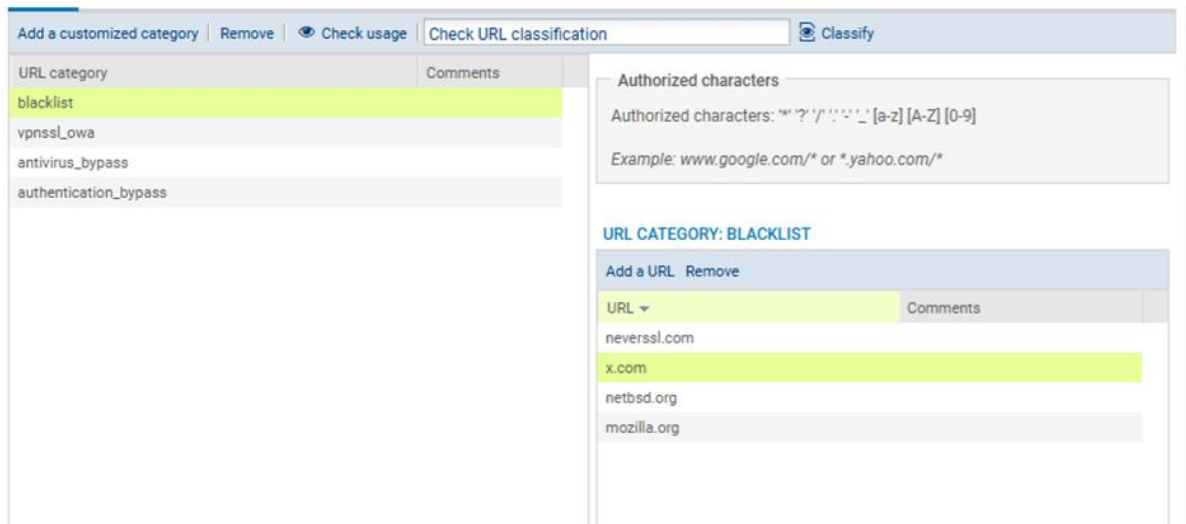 Add a customized category Remove Check usage Check URL classification Classify
URL category Comments
blacklist
vpnssl_owa
antivirus_bypass
authentication_bypass
Authorized characters
Authorized characters: '*' '?' '/' '.' '-' '_' [a-z] [A-Z] [0-9]
Example: www.google.com/* or *.yahoo.com/*
URL CATEGORY: BLACKLIST
Add a URL Remove
URL Comments
neverssl.com
x.com
netbsd.org
mozilla.org